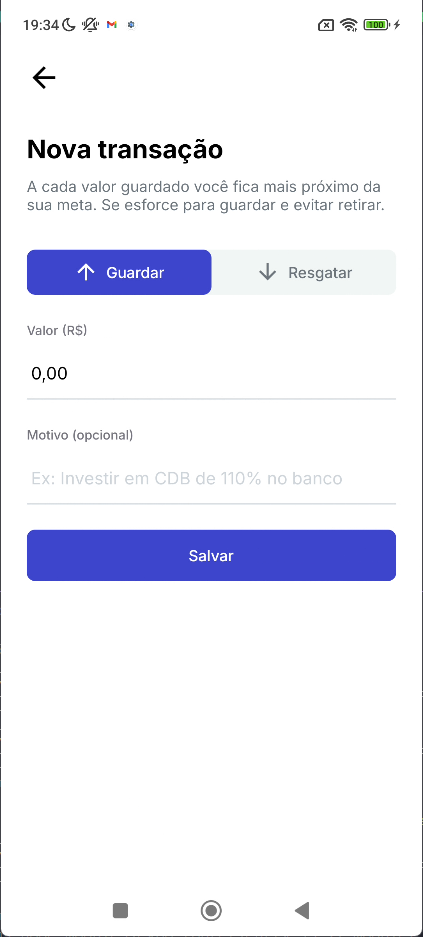 19:34
100
Nova transação
A cada valor guardado você fica mais próximo da
sua meta. Se esforce para guardar e evitar retirar.
Guardar
Resgatar
Valor (R$)
0,00
Motivo (opcional)
Ex: Investir em CDB de 110% no banco
Salvar